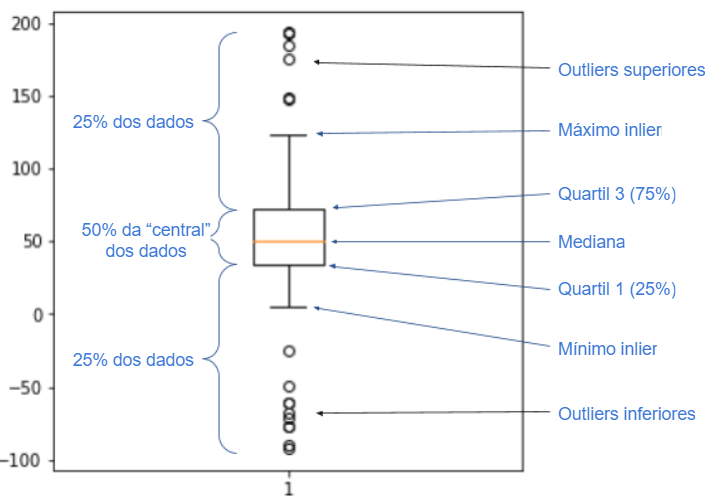 200
150
100
50
0
−50
−100
1
25% dos dados
50% da “central”
dos dados
25% dos dados
Outliers superiores
Máximo inlier
Quartil 3 (75%)
Mediana
Quartil 1 (25%)
Mínimo inlier
Outliers inferiores